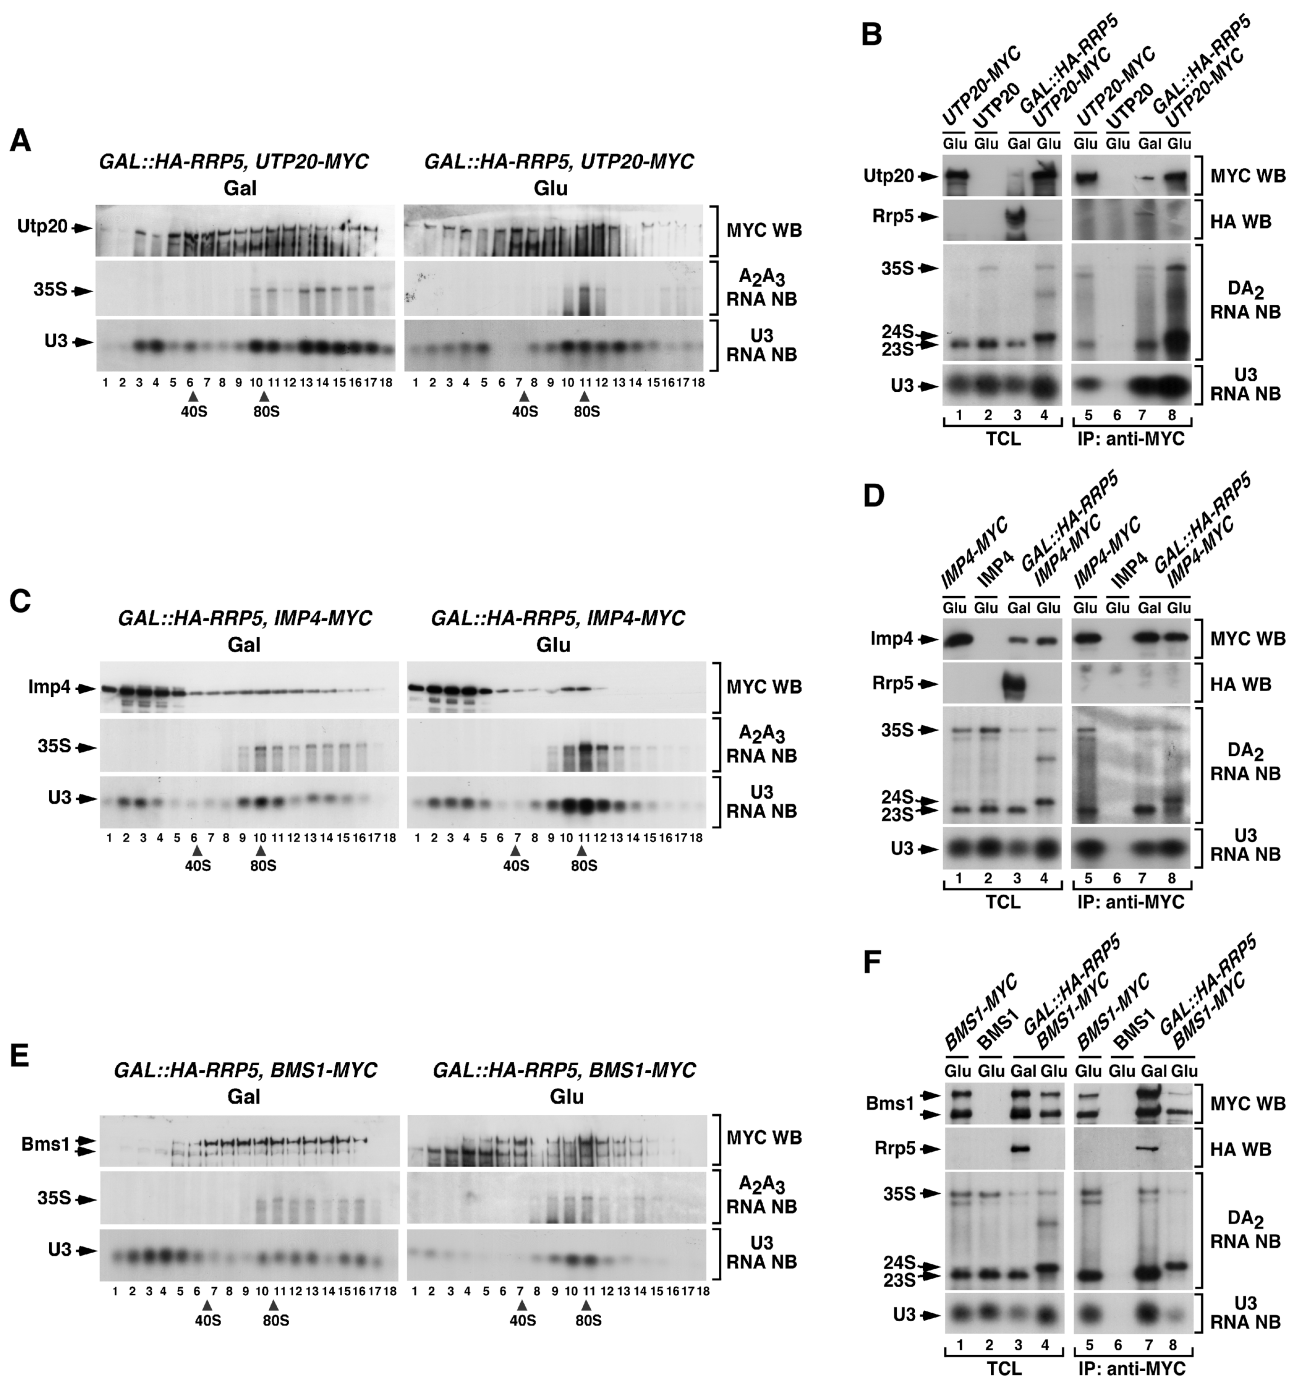 A
GAL::HA-RRP5, UTP20-MYC
Gal
GAL::HA-RRP5, UTP20-MYC
Glu
Utp20
MYC WB
35S
A2A3
RNA NB
U3
U3
RNA NB
1 2 3 4 5 6 7 8 9 10 11 12 13 14 15 16 17 18
1 2 3 4 5 7 8 9 10 11 12 13 14 15 16 17 18
40S 80S
40S 80S
B
UTP20-MYC
UTP20
GAL::HA-RRP5
UTP20-MYC
UTP20-MYC
UTP20
GAL::HA-RRP5
UTP20-MYC
Glu Glu Gal Glu Glu Glu Gal Glu
Utp20
MYC WB
Rrp5
HA WB
35S
DA2
RNA NB
24S
23S
U3
U3
RNA NB
1 2 3 4 5 6 7 8
TCL IP: anti-MYC
C
GAL::HA-RRP5, IMP4-MYC
Gal
GAL::HA-RRP5, IMP4-MYC
Glu
Imp4
MYC WB
35S
A2A3
RNA NB
U3
U3
RNA NB
1 2 3 4 5 6 7 8 9 10 11 12 13 14 15 16 17 18
1 2 3 4 5 6 7 8 9 10 11 12 13 14 15 16 17 18
40S 80S
40S 80S
D
IMP4-MYC
IMP4
GAL::HA-RRP5
IMP4-MYC
IMP4-MYC
IMP4
GAL::HA-RRP5
IMP4-MYC
Glu Glu Gal Glu Glu Glu Gal Glu
Imp4
MYC WB
Rrp5
HA WB
35S
DA2
RNA NB
24S
23S
U3
U3
RNA NB
1 2 3 4 5 6 7 8
TCL IP: anti-MYC
E
GAL::HA-RRP5, BMS1-MYC
Gal
GAL::HA-RRP5, BMS1-MYC
Glu
Bms1
MYC WB
35S
A2A3
RNA NB
U3
U3
RNA NB
1 2 3 4 5 6 7 8 9 10 11 12 13 14 15 16 17 18
1 2 3 4 5 6 7 8 9 10 11 12 13 14 15 16 17 18
40S 80S
40S 80S
F
BMS1-MYC
BMS1
GAL::HA-RRP5
BMS1-MYC
BMS1-MYC
BMS1
GAL::HA-RRP5
BMS1-MYC
Glu Glu Gal Glu Glu Glu Gal Glu
Bms1
MYC WB
Rrp5
HA WB
35S
DA2
RNA NB
24S
23S
U3
U3
RNA NB
1 2 3 4 5 6 7 8
TCL IP: anti-MYC